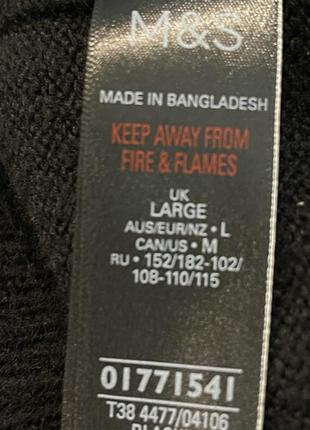 M&S
MADE IN BANGLADESH
KEEP AWAY FROM
FIRE & FLAMES
UK
LARGE
AUS/EUR/NZ • L
CAN/US • M
RU • 152/182-102/
108-110/115
01771541
T38 4477/04106